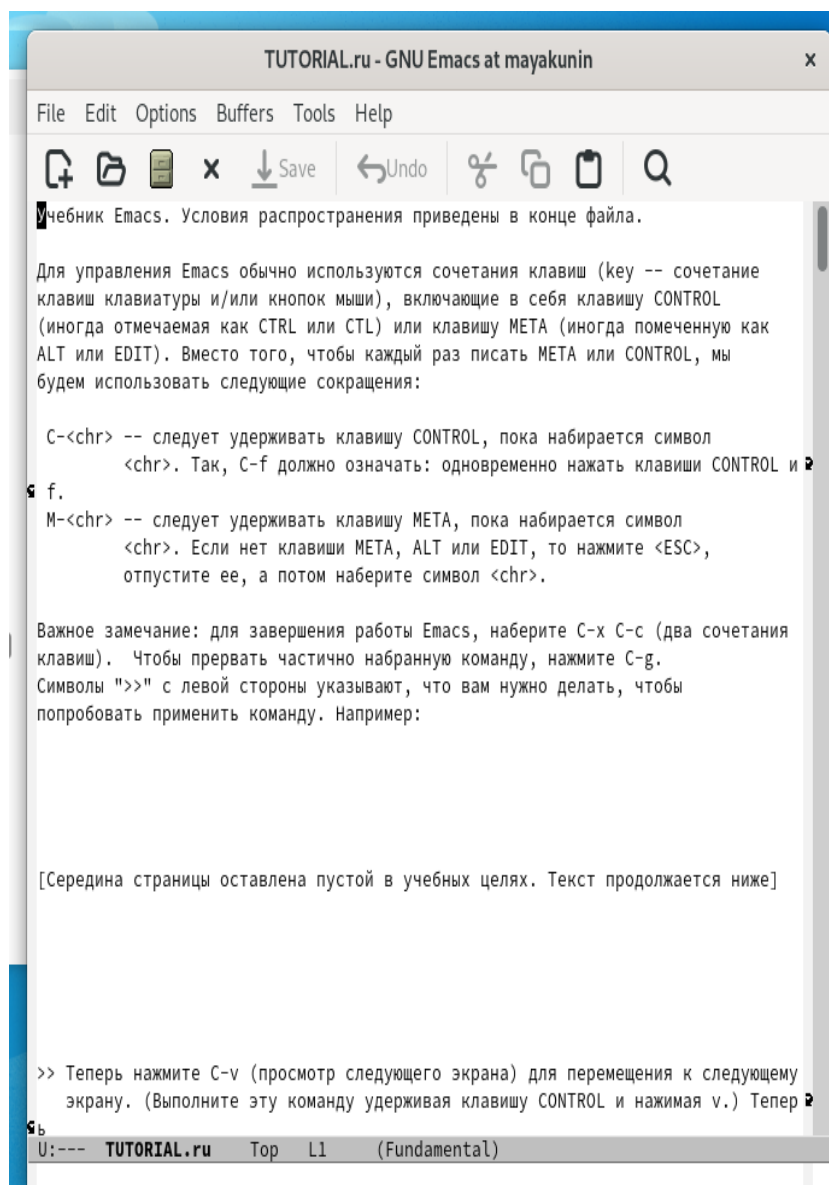 TUTORIAL.ru - GNU Emacs at mayakunin
File Edit Options Buffers Tools Help
Save Undo
Учебник Emacs. Условия распространения приведены в конце файла.
Для управления Emacs обычно используются сочетания клавиш (key -- сочетание
клавиш клавиатуры и/или кнопок мыши), включающие в себя клавишу CONTROL
(иногда отмечаемая как CTRL или CTL) или клавишу META (иногда помеченную как
ALT или EDIT). Вместо того, чтобы каждый раз писать META или CONTROL, мы
будем использовать следующие сокращения:
C-<chr> -- следует удерживать клавишу CONTROL, пока набирается символ
<chr>. Так, C-f должно означать: одновременно нажать клавиши CONTROL и
f.
M-<chr> -- следует удерживать клавишу META, пока набирается символ
<chr>. Если нет клавиши META, ALT или EDIT, то нажмите <ESC>,
отпустите ее, а потом наберите символ <chr>.
Важное замечание: для завершения работы Emacs, наберите C-x C-c (два сочетания
клавиш).  Чтобы прервать частично набранную команду, нажмите C-g.
Символы ">>" с левой стороны указывают, что вам нужно делать, чтобы
попробовать применить команду. Например:
[Середина страницы оставлена пустой в учебных целях. Текст продолжается ниже]
>> Теперь нажмите C-v (просмотр следующего экрана) для перемещения к следующему
экрану. (Выполните эту команду удерживая клавишу CONTROL и нажимая v.) Тепер
ь
U:--- TUTORIAL.ru Top L1 (Fundamental)